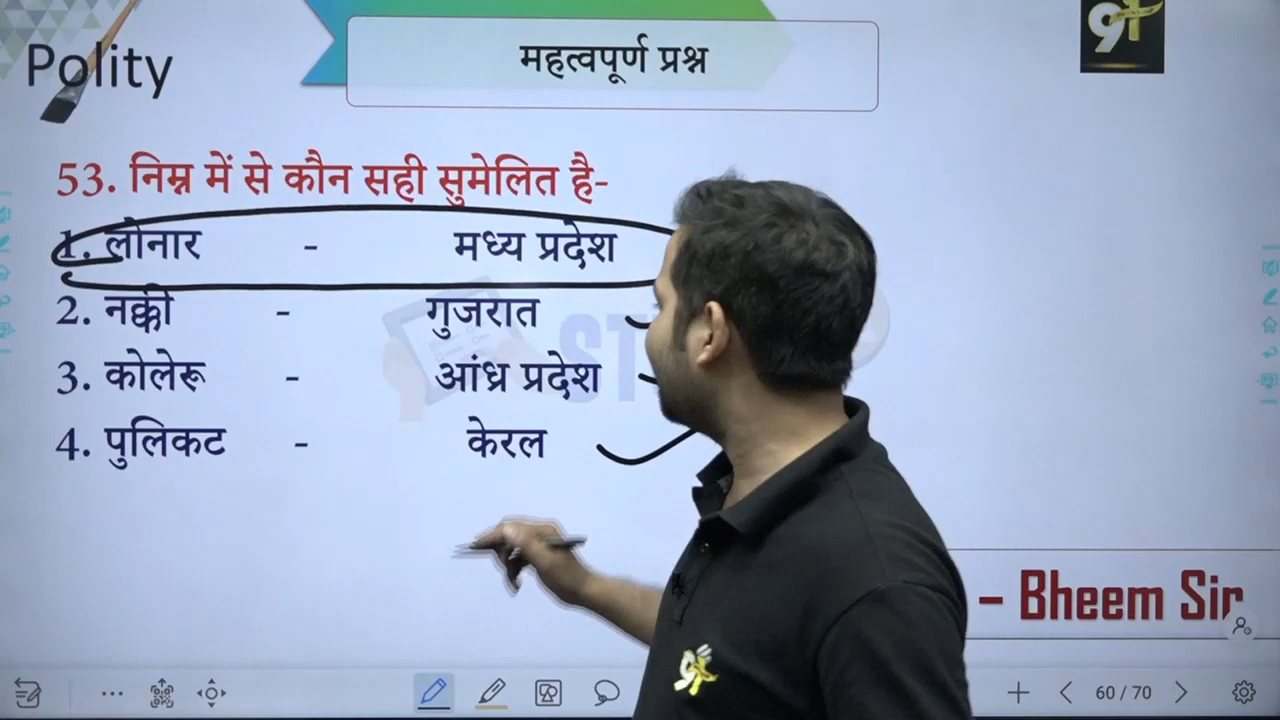 Polity
महत्वपूर्ण प्रश्न
53. निम्न में से कौन सही सुमेलित है-
1. लोनार - मध्य प्रदेश
2. नक्की - गुजरात
3. कोलेरू - आंध्र प्रदेश
4. पुलिकट - केरल
- Bheem Sir
60 / 70